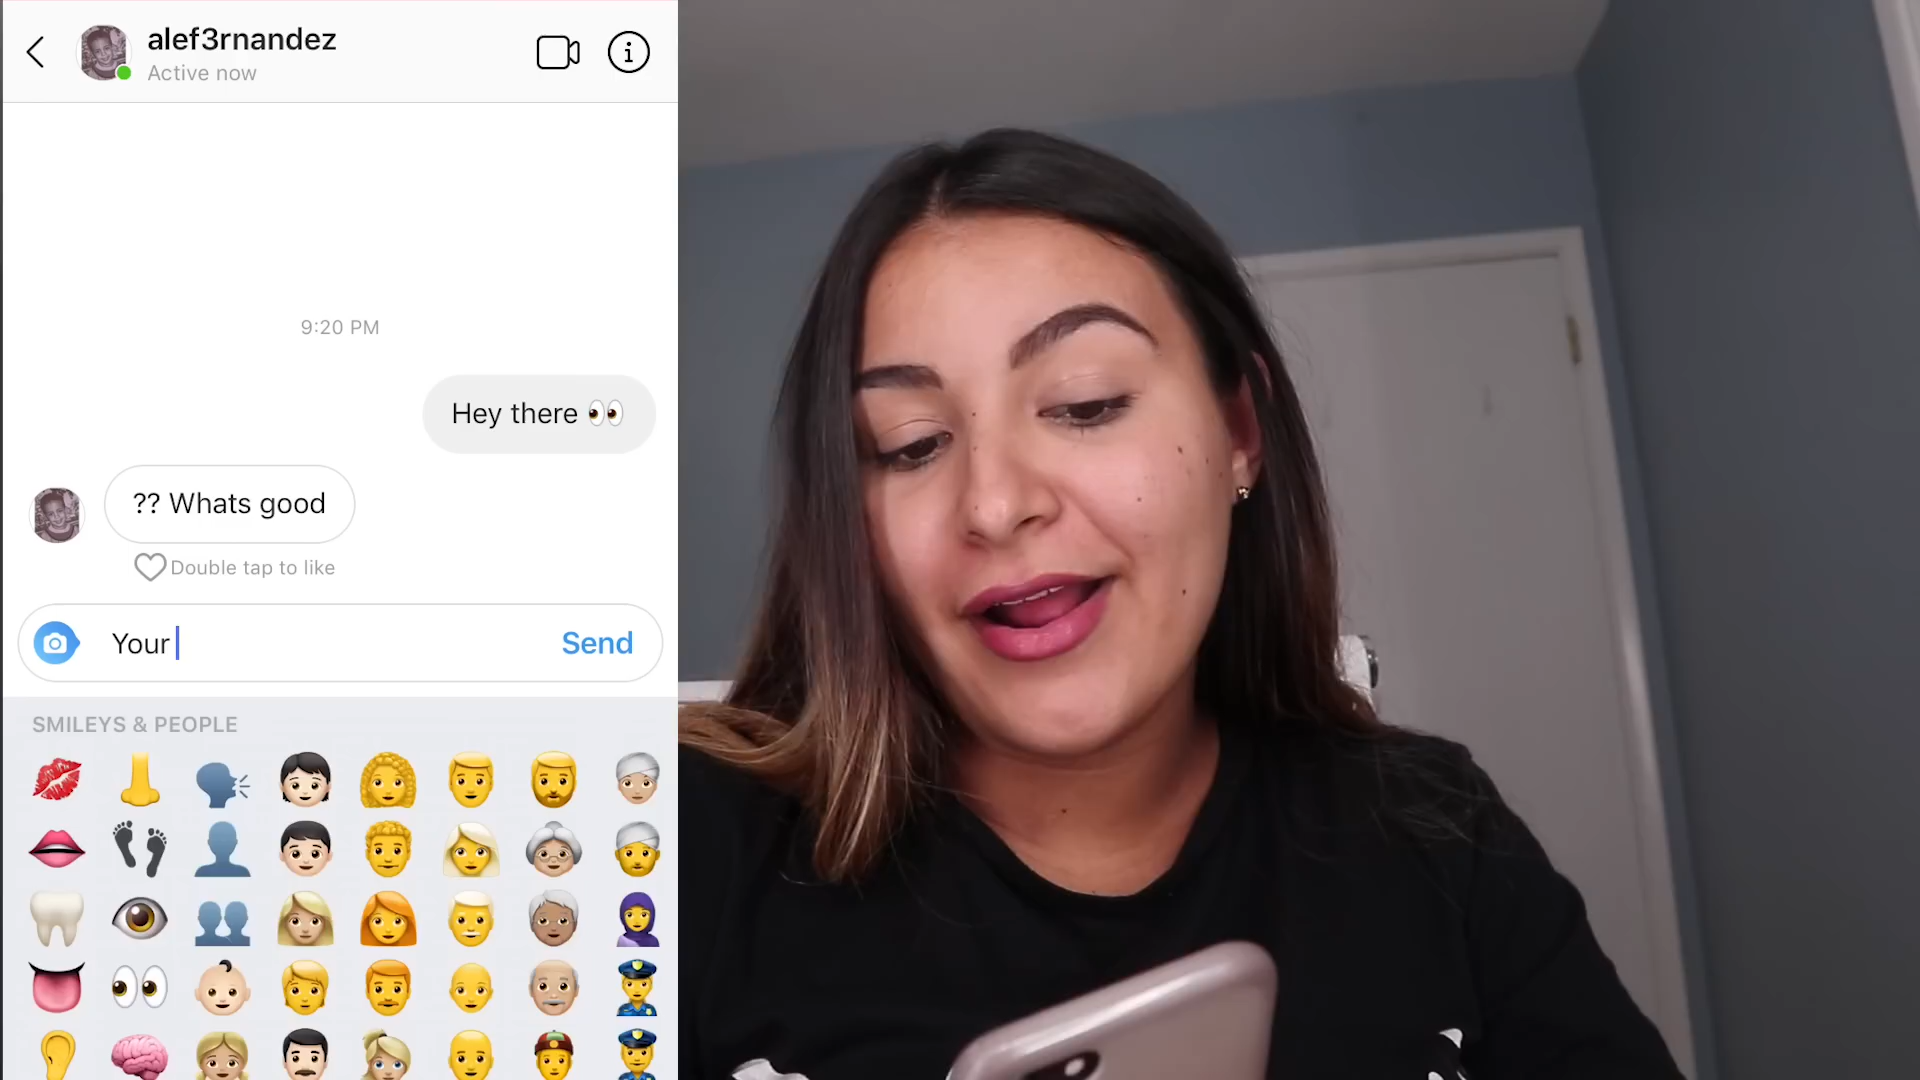 alef3rnandez
Active now
9:20 PM
Hey there 👀
?? Whats good
Double tap to like
Your
Send
SMILEYS & PEOPLE